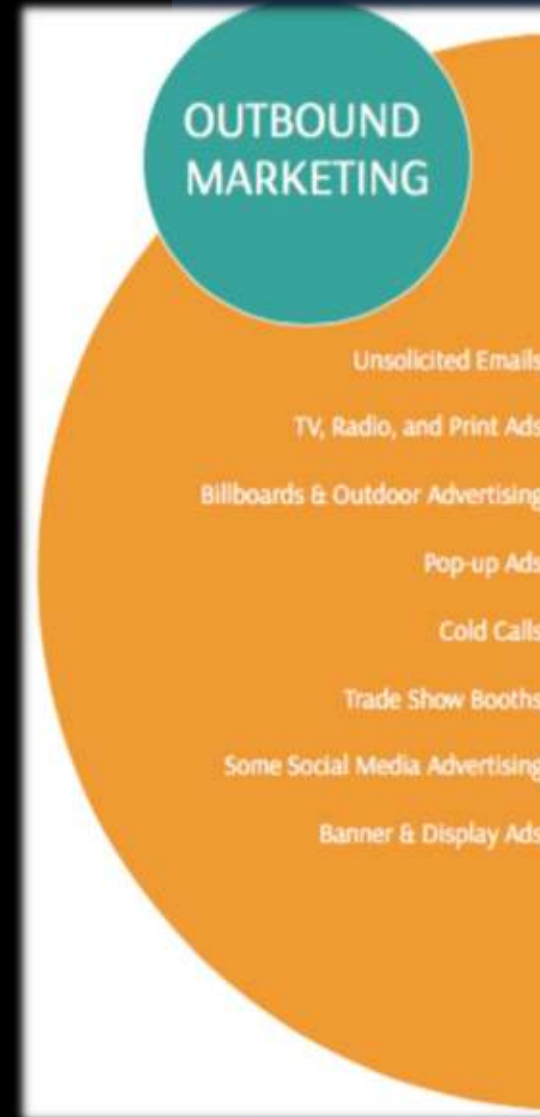 OUTBOUND
MARKETING
Unsolicited Emails
TV, Radio, and Print Ads
Billboards & Outdoor Advertising
Pop-up Ads
Cold Calls
Trade Show Booths
Some Social Media Advertising
Banner & Display Ads